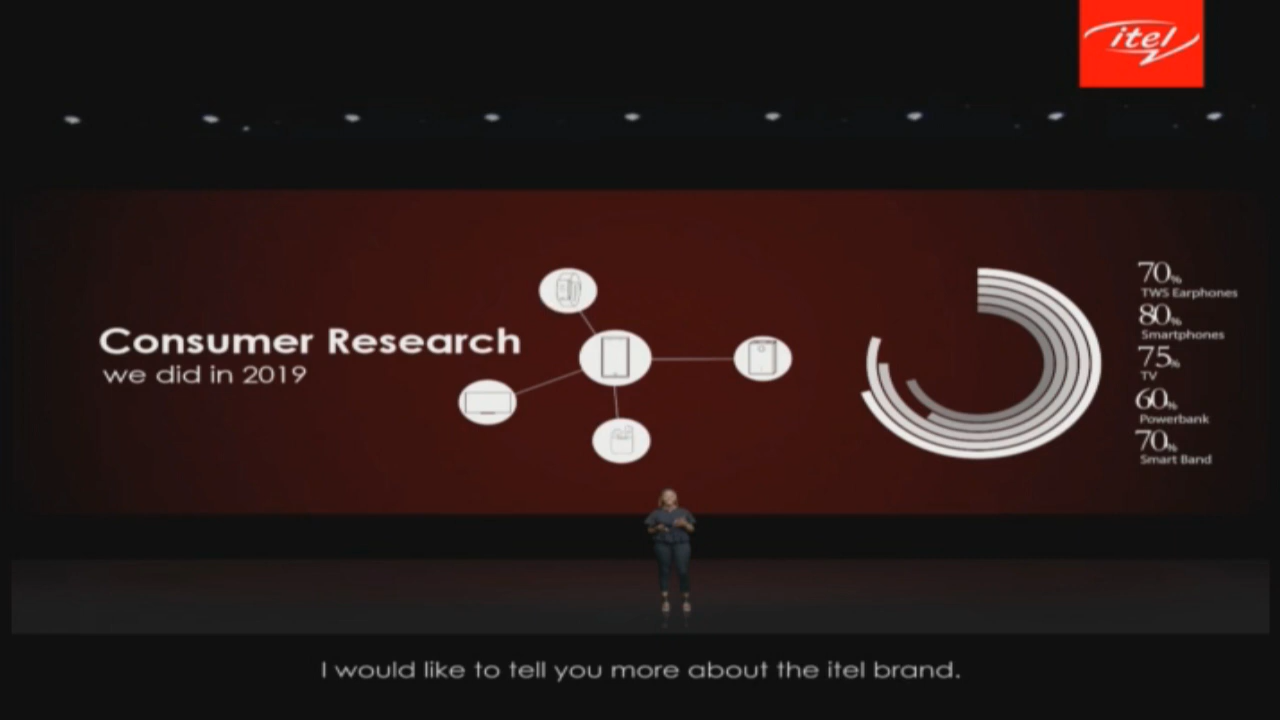 itel
Consumer Research
we did in 2019
70%
TWS Earphones
80%
Smartphones
75%
TV
60%
Powerbank
70%
Smart Band
I would like to tell you more about the itel brand.